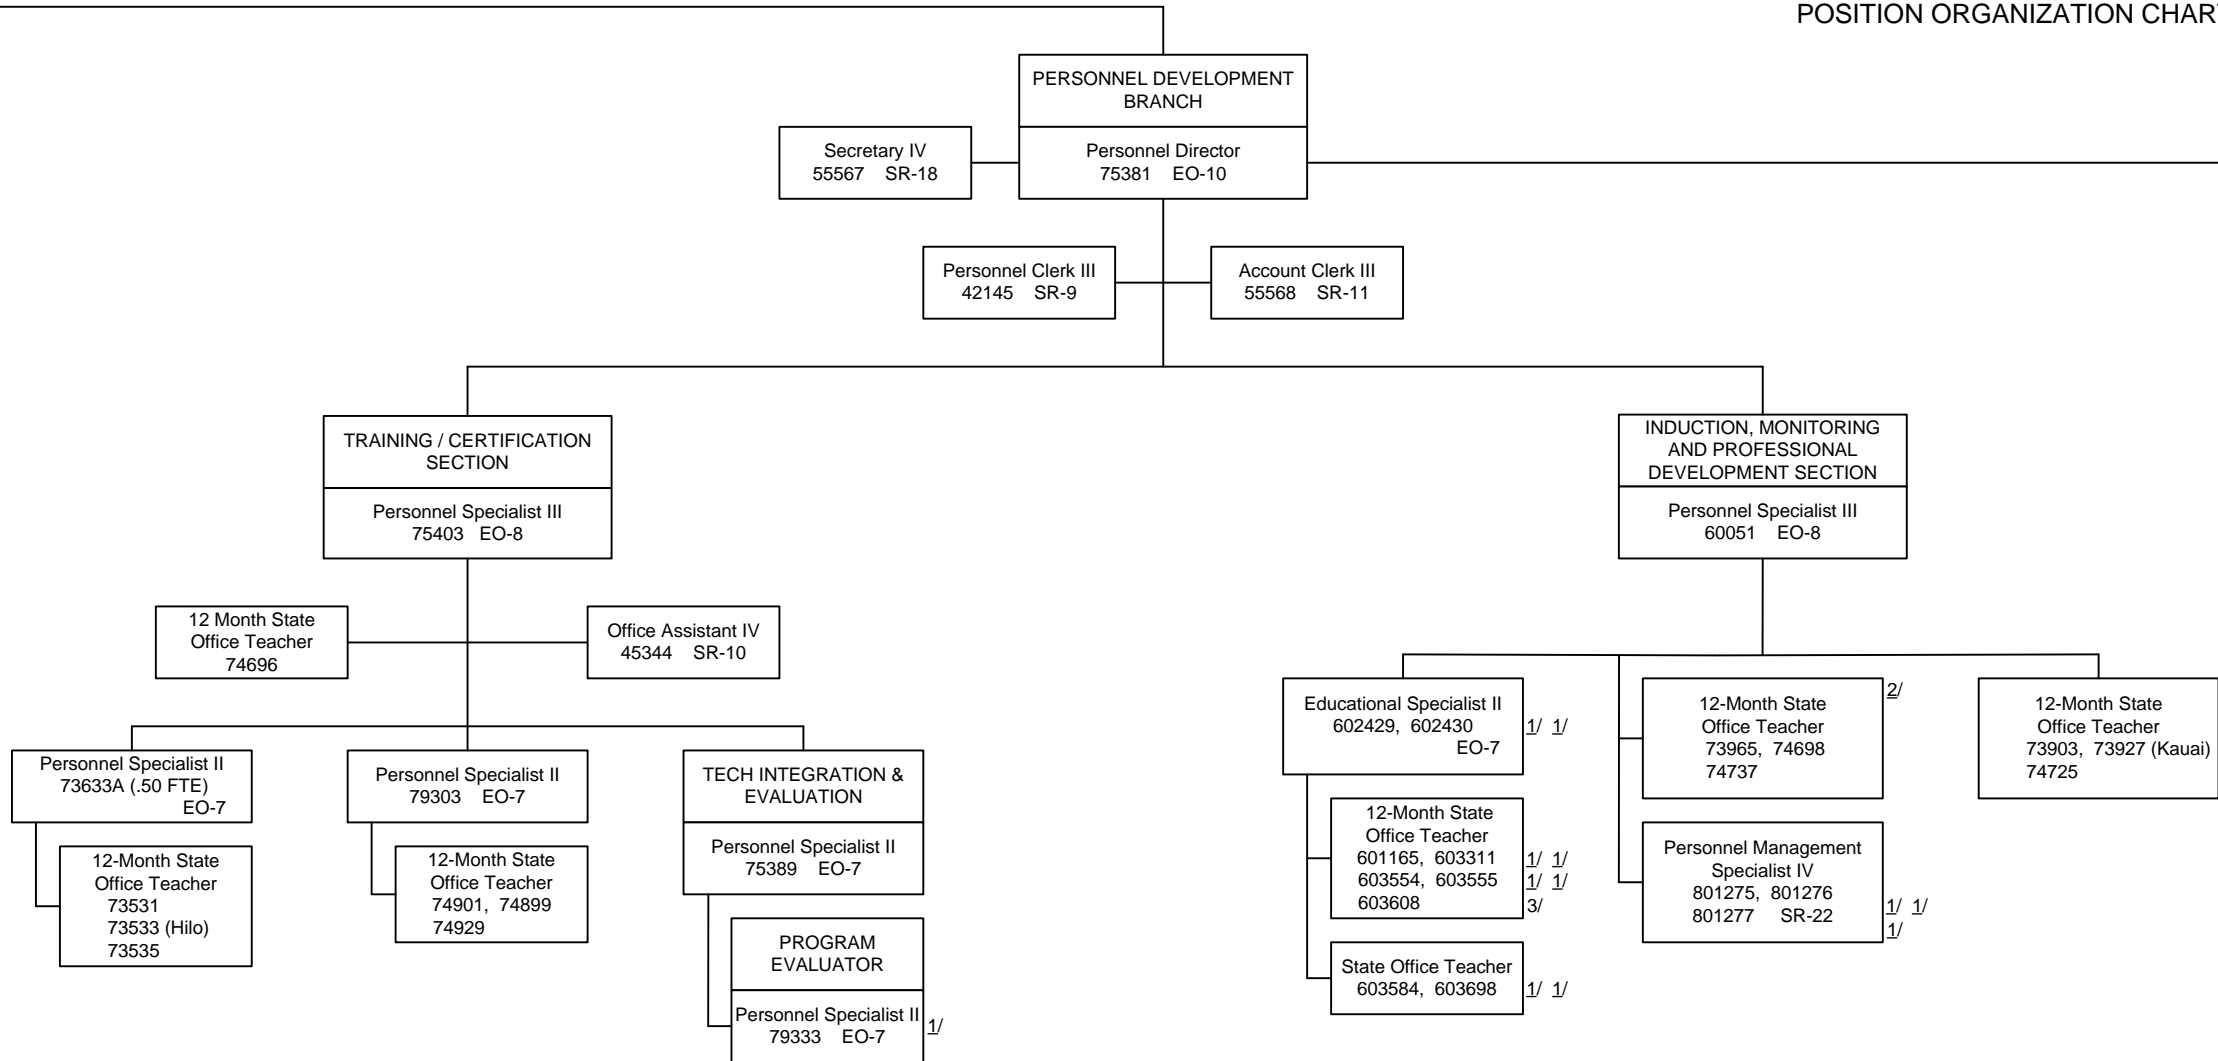 POSITION ORGANIZATION CHART
PERSONNEL DEVELOPMENT
BRANCH
Personnel Director
75381 EO-10
Secretary IV
55567 SR-18
Personnel Clerk III
42145 SR-9
Account Clerk III
55568 SR-11
TRAINING / CERTIFICATION
SECTION
Personnel Specialist III
75403 EO-8
12 Month State
Office Teacher
74696
Office Assistant IV
45344 SR-10
Personnel Specialist II
73633A (.50 FTE)
EO-7
12-Month State
Office Teacher
73531
73533 (Hilo)
73535
Personnel Specialist II
79303 EO-7
12-Month State
Office Teacher
74901, 74899
74929
TECH INTEGRATION &
EVALUATION
Personnel Specialist II
75389 EO-7
PROGRAM
EVALUATOR
Personnel Specialist II
79333 EO-7 1/
INDUCTION, MONITORING
AND PROFESSIONAL
DEVELOPMENT SECTION
Personnel Specialist III
60051 EO-8
Educational Specialist II
602429, 602430 1/ 1/
EO-7
12-Month State
Office Teacher
601165, 603311 1/ 1/
603554, 603555 1/ 1/
603608 3/
State Office Teacher
603584, 603698 1/ 1/
12-Month State 2/
Office Teacher
73965, 74698
74737
Personnel Management
Specialist IV
801275, 801276 1/ 1/
801277 SR-22 1/
12-Month State
Office Teacher
73903, 73927 (Kauai)
74725